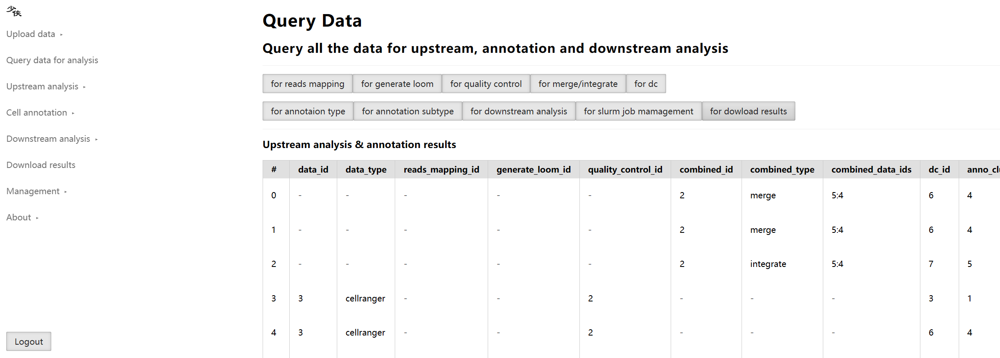 少侠
Upload data ▸
Query data for analysis
Upstream analysis ▸
Cell annotation ▸
Downstream analysis ▸
Download results
Management ▸
About ▸
Logout
Query Data
Query all the data for upstream, annotation and downstream analysis
for reads mapping for generate loom for quality control for merge/integrate for dc
for annotaion type for annotation subtype for downstream analysis for slurm job mamagement for dowload results
Upstream analysis & annotation results
# data_id data_type reads_mapping_id generate_loom_id quality_control_id combined_id combined_type combined_data_ids dc_id
0 - - - - - 2 merge 5:4 6 4
1 - - - - - 2 merge 5:4 6 4
2 - - - - - 2 integrate 5:4 7 5
3 3 cellranger - - 2 - - - 3 1
4 3 cellranger - - 2 - - - 6 4